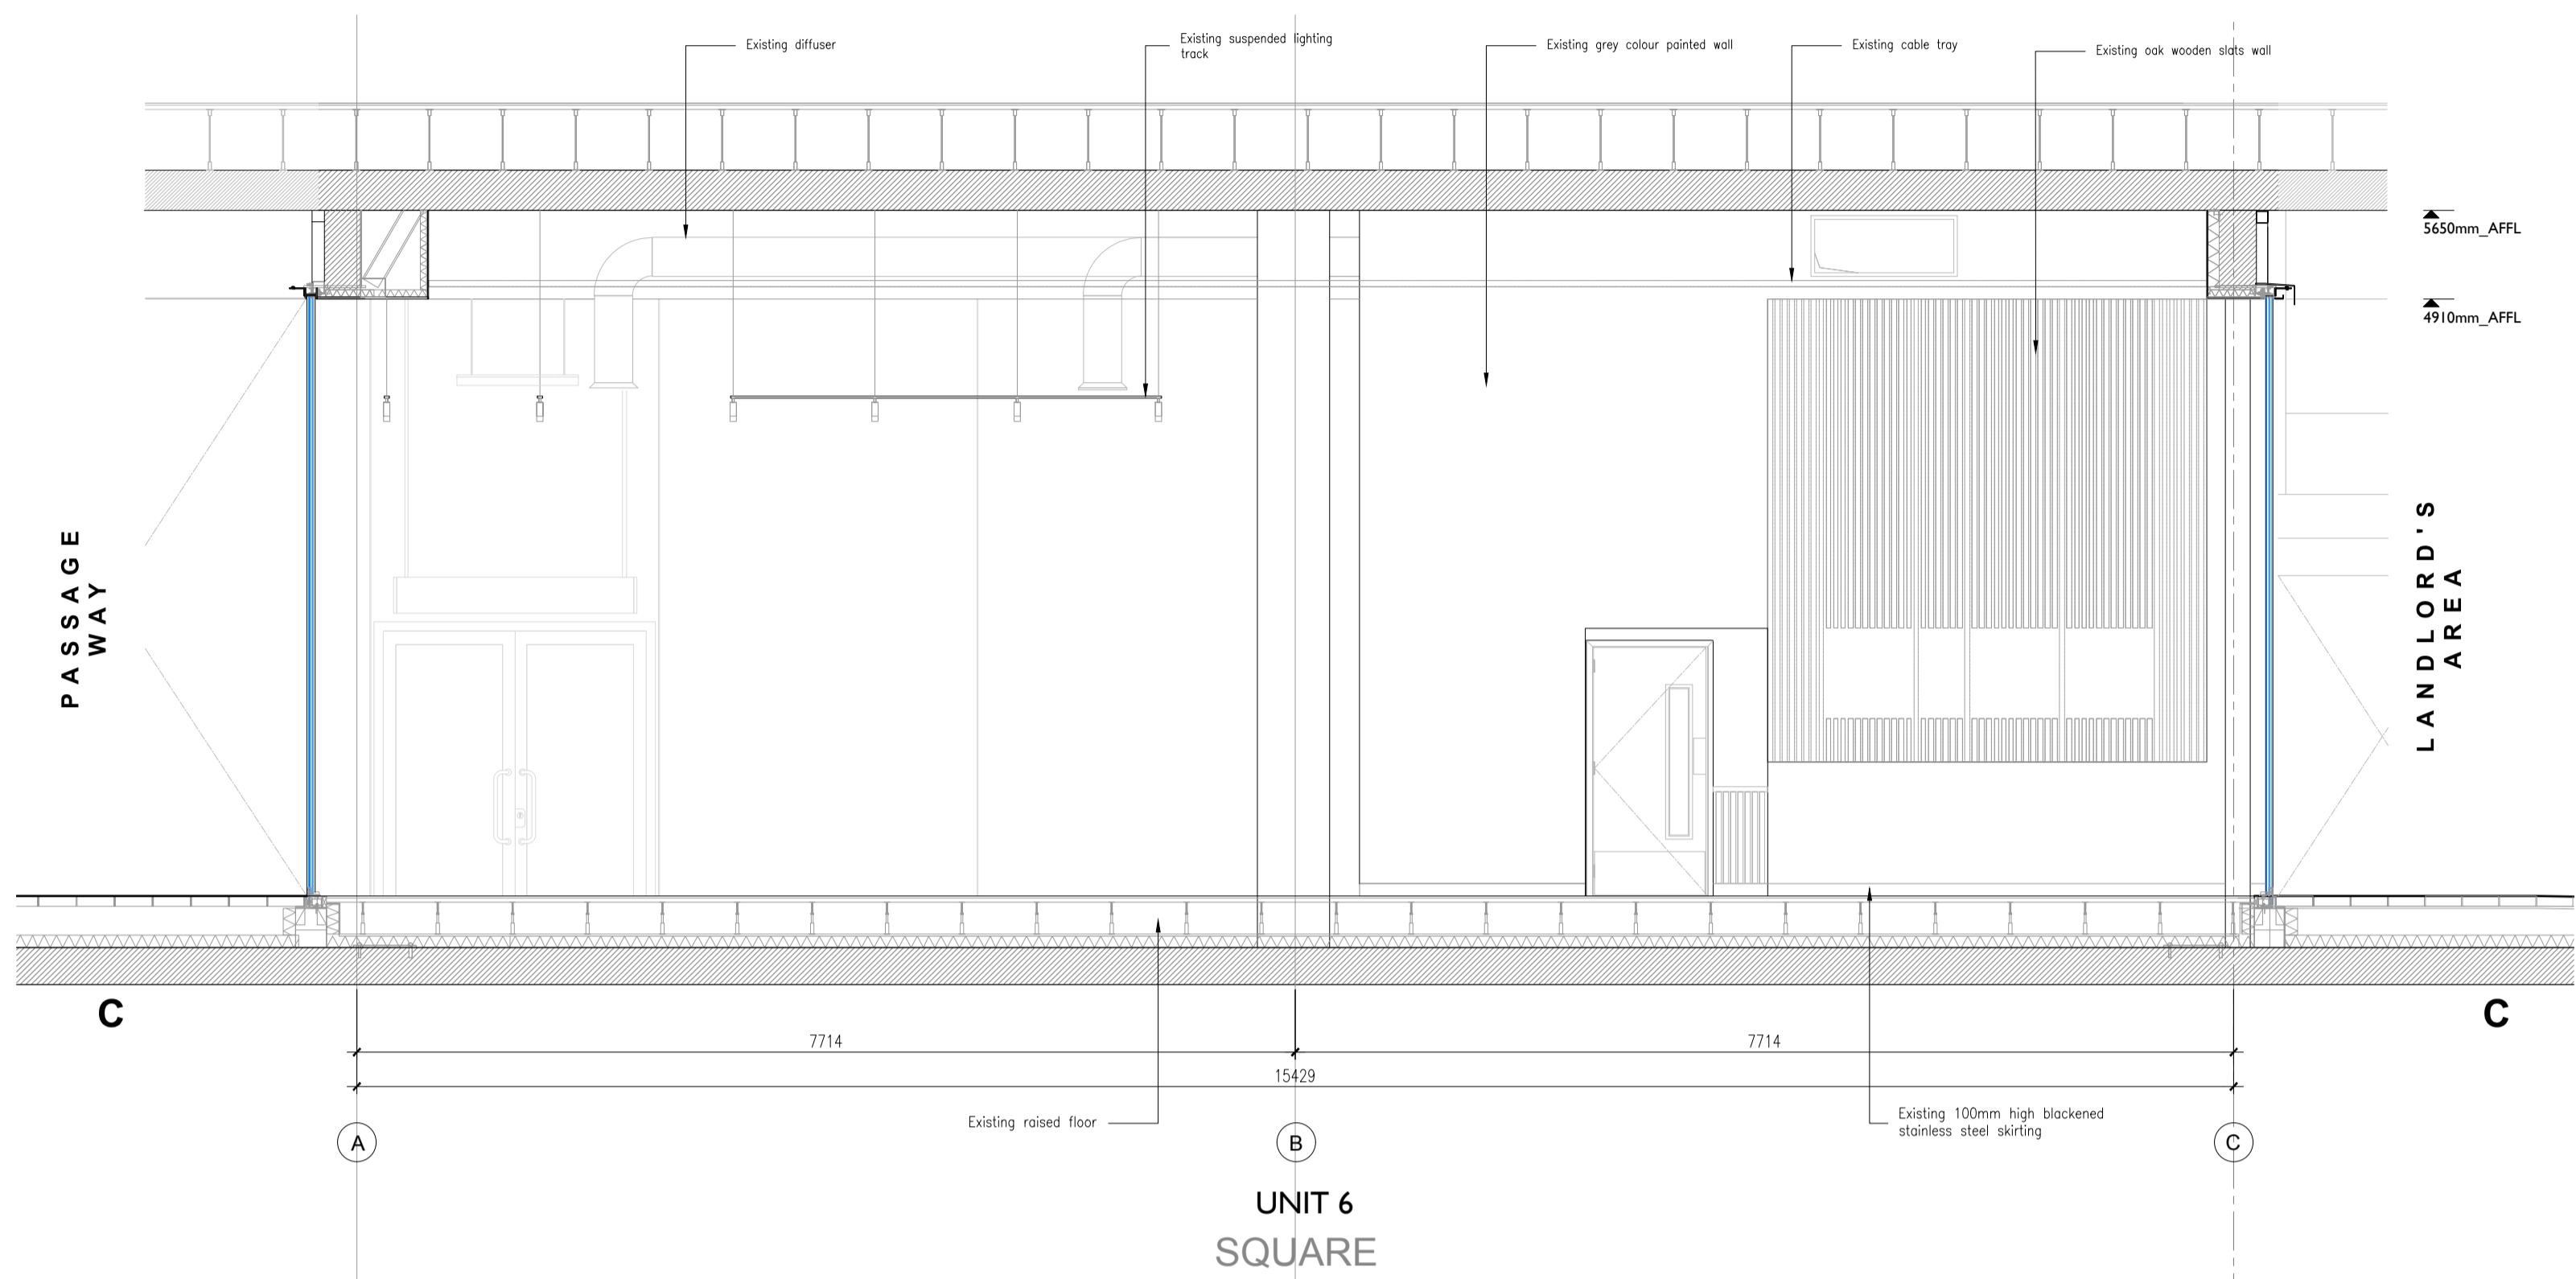 Existing diffuser
Existing suspended lighting
track
Existing grey colour painted wall
Existing cable tray
Existing oak wooden slats wall
5650mm_AFFL
4910mm_AFFL
PASSAGE
WAY
LANDLORD'S
AREA
C
C
7714
7714
15429
Existing raised floor
Existing 100mm high blackened
stainless steel skirting
A
B
C
UNIT 6
SQUARE